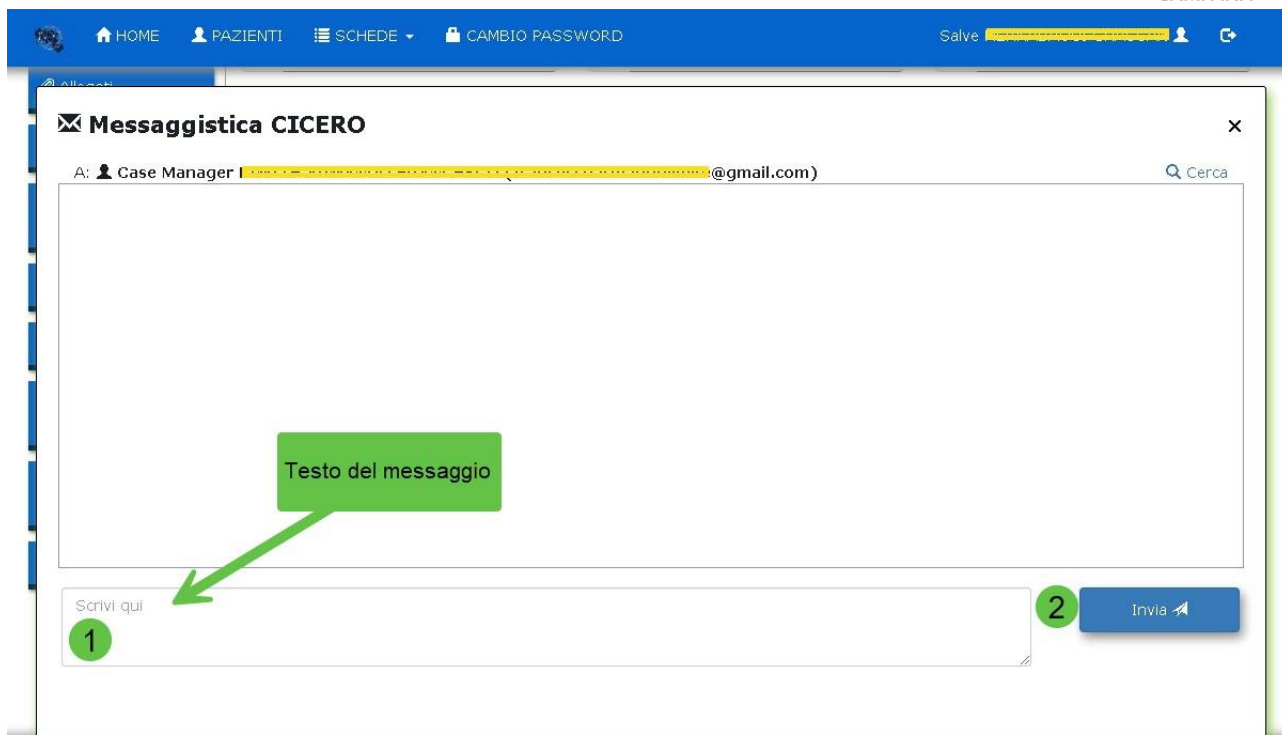 HOME PAZIENTI SCHEDE CAMBIO PASSWORD Salve
Allegati
Messaggistica CICERO ×
A: Case Manager @gmail.com) Cerca
Testo del messaggio
Scrivi qui
1
2 Invia